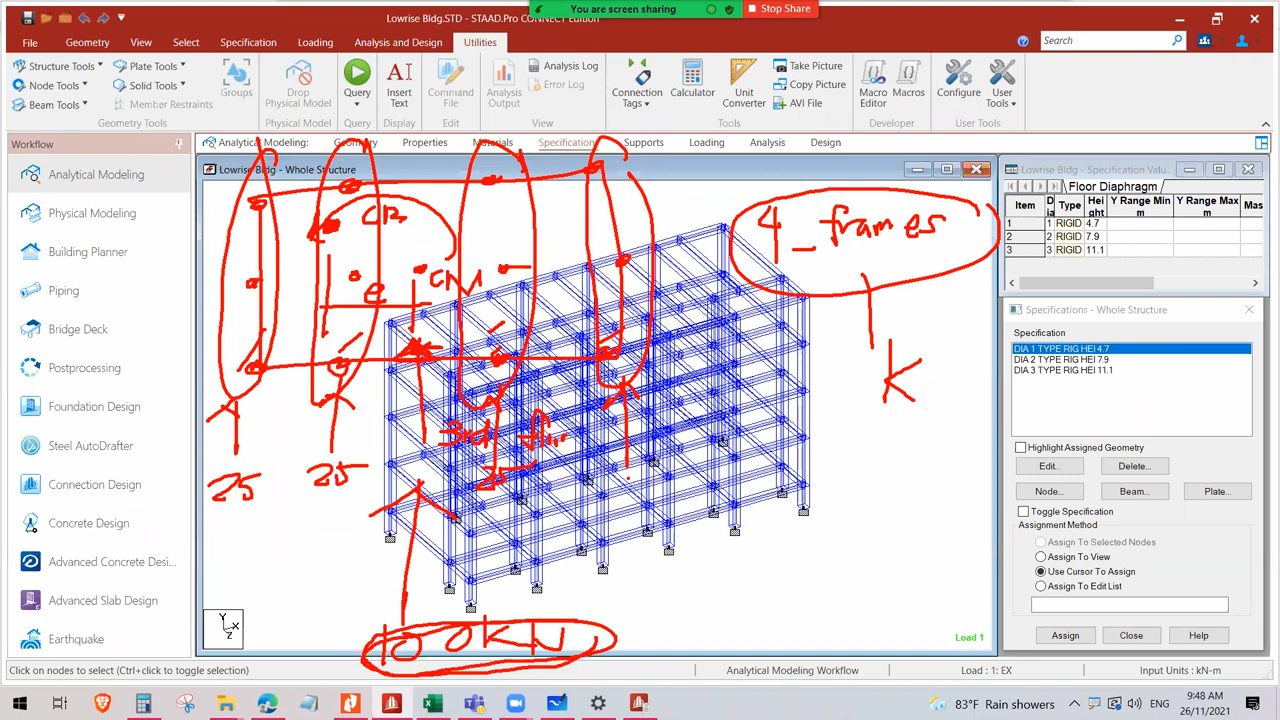 You are screen sharing
Stop Share
Lowrise Bldg.STD - STAAD.Pro CONNECT Edition
File Geometry View Select Specification Loading Analysis and Design Utilities
Search
Structure Tools
Node Tools
Beam Tools
Plate Tools
Solid Tools
Member Restraints
Geometry Tools
Groups
Drop Physical Model
Physical Model
Query
Query
Insert Text
Display
Command File
Edit
Analysis Output
Analysis Log
Error Log
View
Connection Tags
Calculator
Unit Converter
Take Picture
Copy Picture
AVI File
Tools
Macro Editor
Macros
Developer
Configure
User Tools
User Tools
Workflow
Analytical Modeling: Geometry Properties Materials Specification Supports Loading Analysis Design
Analytical Modeling
Physical Modeling
Building Planner
Piping
Bridge Deck
Postprocessing
Foundation Design
Steel AutoDrafter
Connection Design
Concrete Design
Advanced Concrete Desi...
Advanced Slab Design
Earthquake
Lowrise Bldg - Whole Structure
CR
CM
e
4 _ frames
K
3rd flr
25
25
25
100KN
Y
X
Z
Load 1
Lowrise Bldg - Specification Values
Floor Diaphragm
Item Dia Type Height Y Range Min m Y Range Max m Mas
1 1 RIGID 4.7
2 2 RIGID 7.9
3 3 RIGID 11.1
Specifications - Whole Structure
Specification
DIA 1 TYPE RIG HEI 4.7
DIA 2 TYPE RIG HEI 7.9
DIA 3 TYPE RIG HEI 11.1
Highlight Assigned Geometry
Edit... Delete...
Node... Beam... Plate...
Toggle Specification
Assignment Method
Assign To Selected Nodes
Assign To View
Use Cursor To Assign
Assign To Edit List
Assign Close Help
Click on nodes to select (Ctrl+click to toggle selection)
Analytical Modeling Workflow
Load : 1: EX
Input Units : kN-m
83°F Rain showers
ENG
9:48 AM
26/11/2021